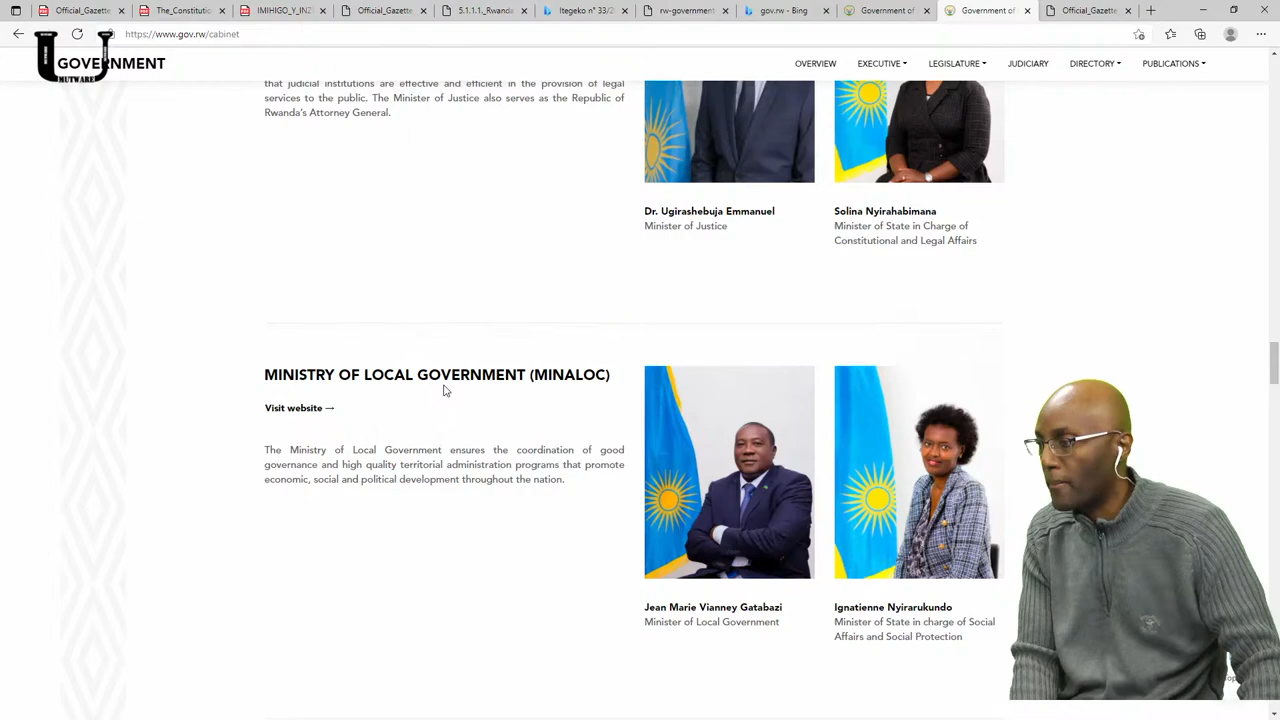 Official_Gazette
The_Constitutio
IMIHIGO_Y_INZ
Official_Gazette
5.1.1.1_Rwanda
Itegeko n° 33/2
rw-government
gov.rw - Bing
Government of
Government of
Official_Gazette
https://www.gov.rw/cabinet
U J
MUTWARE
GOVERNMENT
OVERVIEW EXECUTIVE LEGISLATURE JUDICIARY DIRECTORY PUBLICATIONS
that judicial institutions are effective and efficient in the provision of legal
services to the public. The Minister of Justice also serves as the Republic of
Rwanda's Attorney General.
Dr. Ugirashebuja Emmanuel
Minister of Justice
Solina Nyirahabimana
Minister of State in Charge of
Constitutional and Legal Affairs
MINISTRY OF LOCAL GOVERNMENT (MINALOC)
Visit website →
The Ministry of Local Government ensures the coordination of good
governance and high quality territorial administration programs that promote
economic, social and political development throughout the nation.
Jean Marie Vianney Gatabazi
Minister of Local Government
Ignatienne Nyirarukundo
Minister of State in charge of Social
Affairs and Social Protection